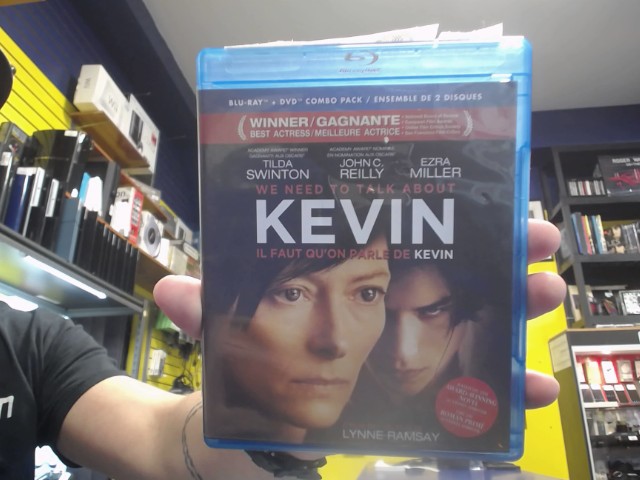 BLU-RAY + DVD COMBO PACK / ENSEMBLE DE 2 DISQUES
WINNER/GAGNANTE
BEST ACTRESS/MEILLEURE ACTRICE
TILDA SWINTON
JOHN C. REILLY
EZRA MILLER
WE NEED TO TALK ABOUT
KEVIN
IL FAUT QU'ON PARLE DE KEVIN
LYNNE RAMSAY